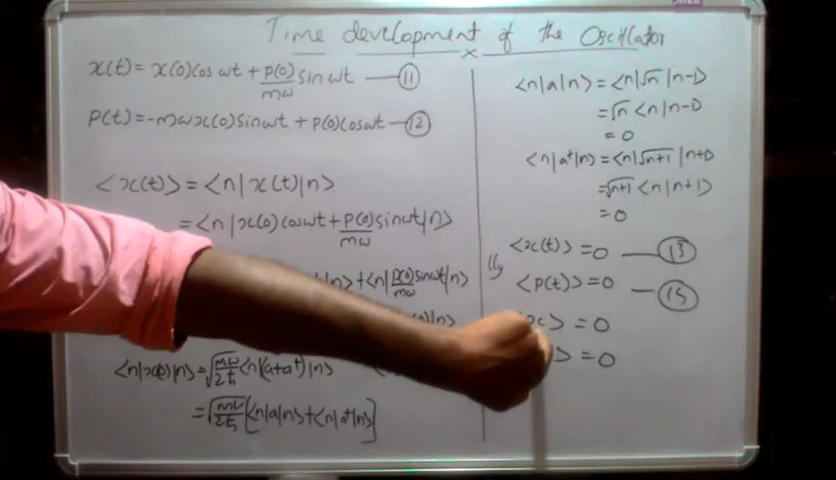 Time development of the Oscillator
x(t) = x(0) cos ωt + p(0)/mω sin ωt — (11)
P(t) = -mωx(0) sin ωt + P(0) cos ωt — (12)
<x(t)> = <n|x(t)|n>
= <n|x(0) cos ωt + P(0)/mω sin ωt|n>
|n> + <n|P(0)/mω sin ωt|n>
|n>
<n|x(0)|n> = √(mω/2ħ) <n|(a+a†)|n>
= √(mω/2ħ) [<n|a|n> + <n|a†|n>]
<n|a|n> = <n|√n|n-1>
= √n <n|n-1>
= 0
<n|a†|n> = <n|√n+1|n+1>
= √n+1 <n|n+1>
= 0
<x(t)> = 0 — (13)
lly <P(t)> = 0 — (15)
x> = 0
> = 0